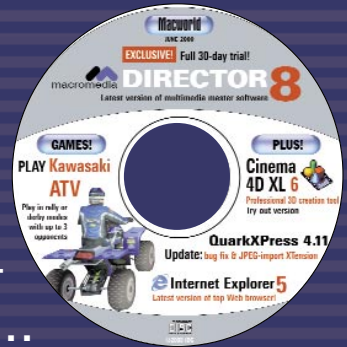 Macworld
JUNE 2000
EXCLUSIVE! Full 30-day trial!
macromedia DIRECTOR 8
Latest version of multimedia master software
GAMES!
PLAY Kawasaki
ATV
Play in rally or
derby modes
with up to 3
opponents
PLUS!
Cinema
4D XL 6
Professional 3D creation tool
Try out version
QuarkXPress 4.11
Update: bug fix & JPEG-import XTension
Internet Explorer 5
Latest version of top Web browser!